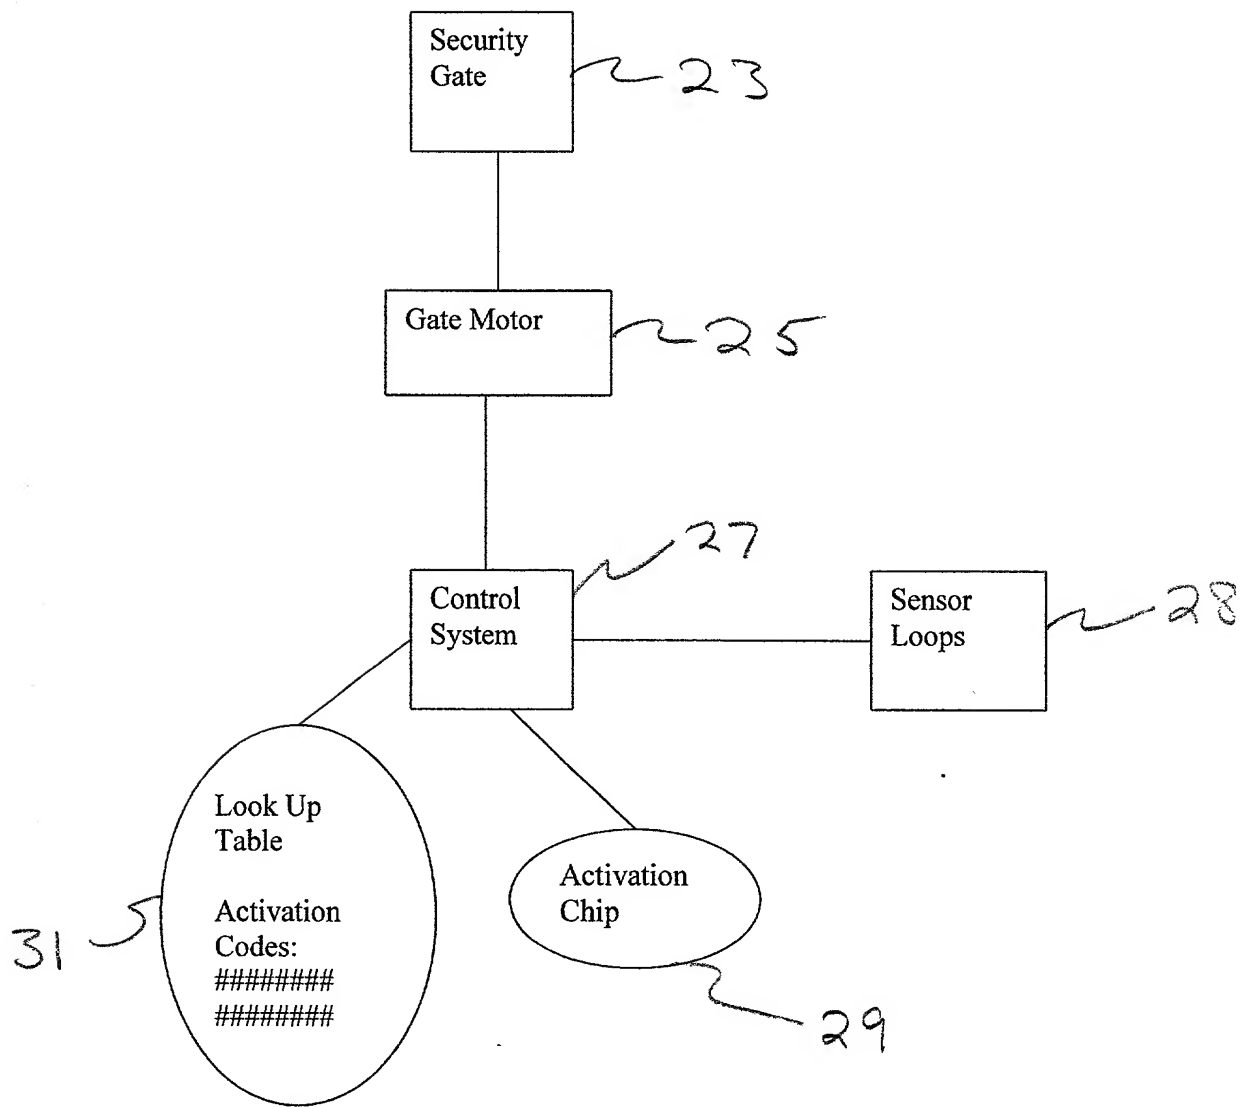 Security
Gate
23
Gate Motor
25
27
Control
System
Sensor
Loops
28
Look Up
Table
Activation
Codes:
########
########
31
Activation
Chip
29